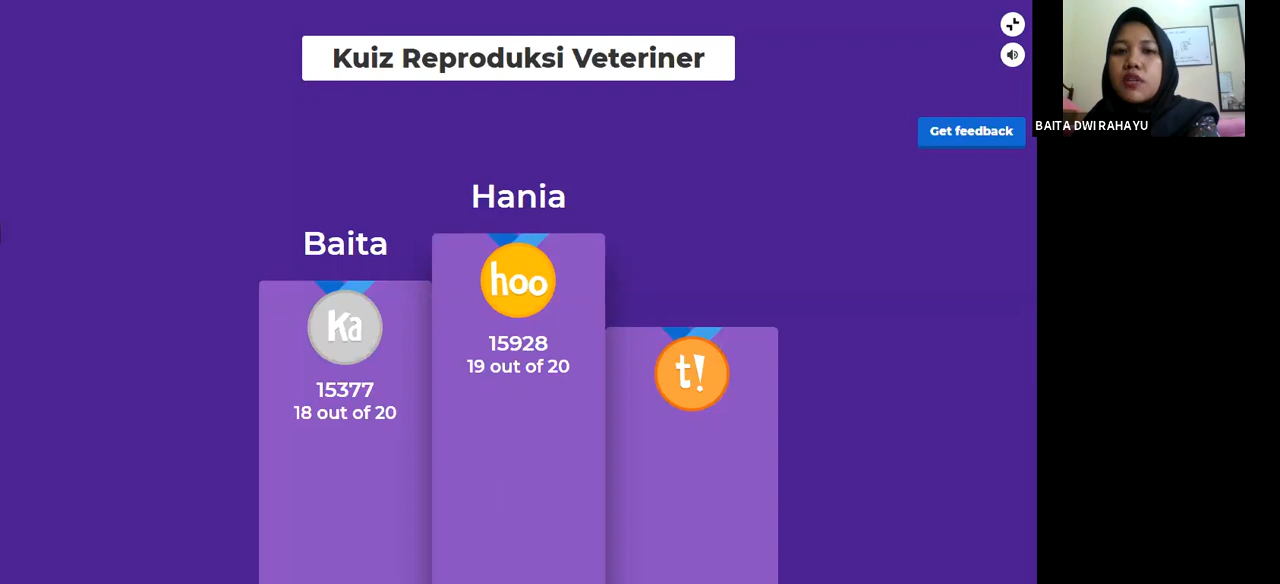 Kuiz Reproduksi Veteriner
BAITA DWI RAHAYU
Get feedback
Hania
Baita
hoo
Ka
15928
19 out of 20
t!
15377
18 out of 20